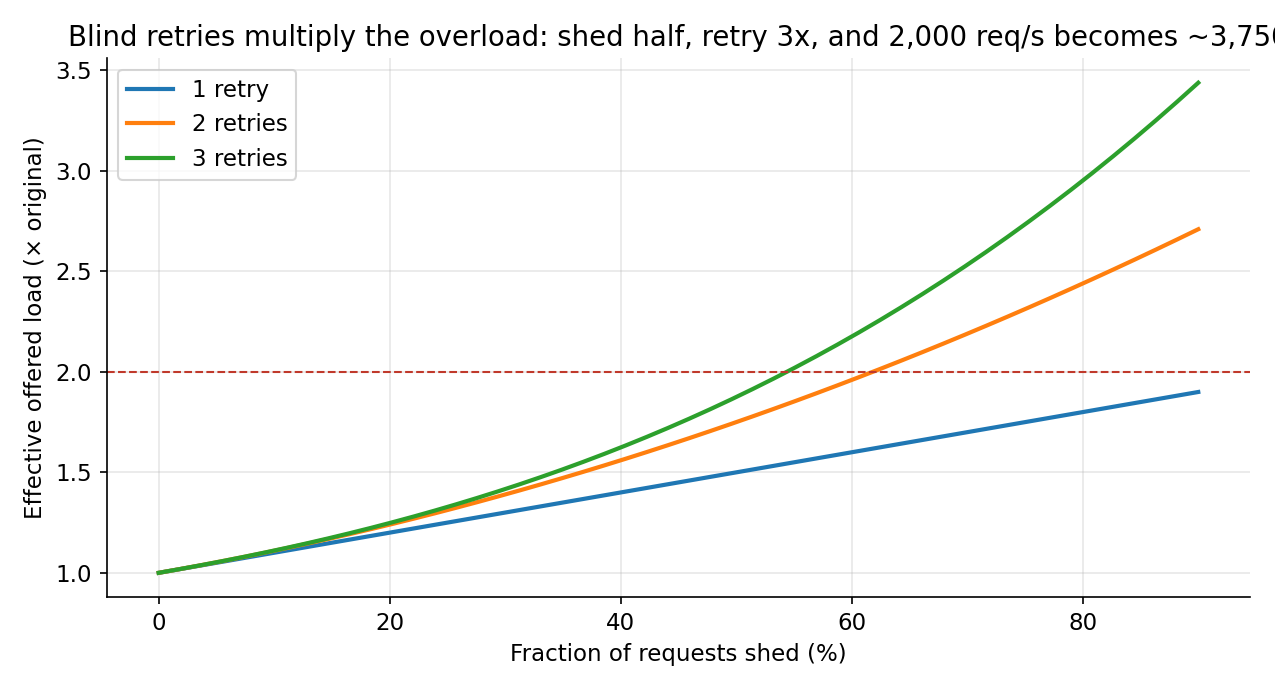 Blind retries multiply the overload: shed half, retry 3x, and 2,000 req/s becomes ~3,750
1 retry
2 retries
3 retries
Effective offered load (× original)
3.5
3.0
2.5
2.0
1.5
1.0
0
20
40
60
80
Fraction of requests shed (%)